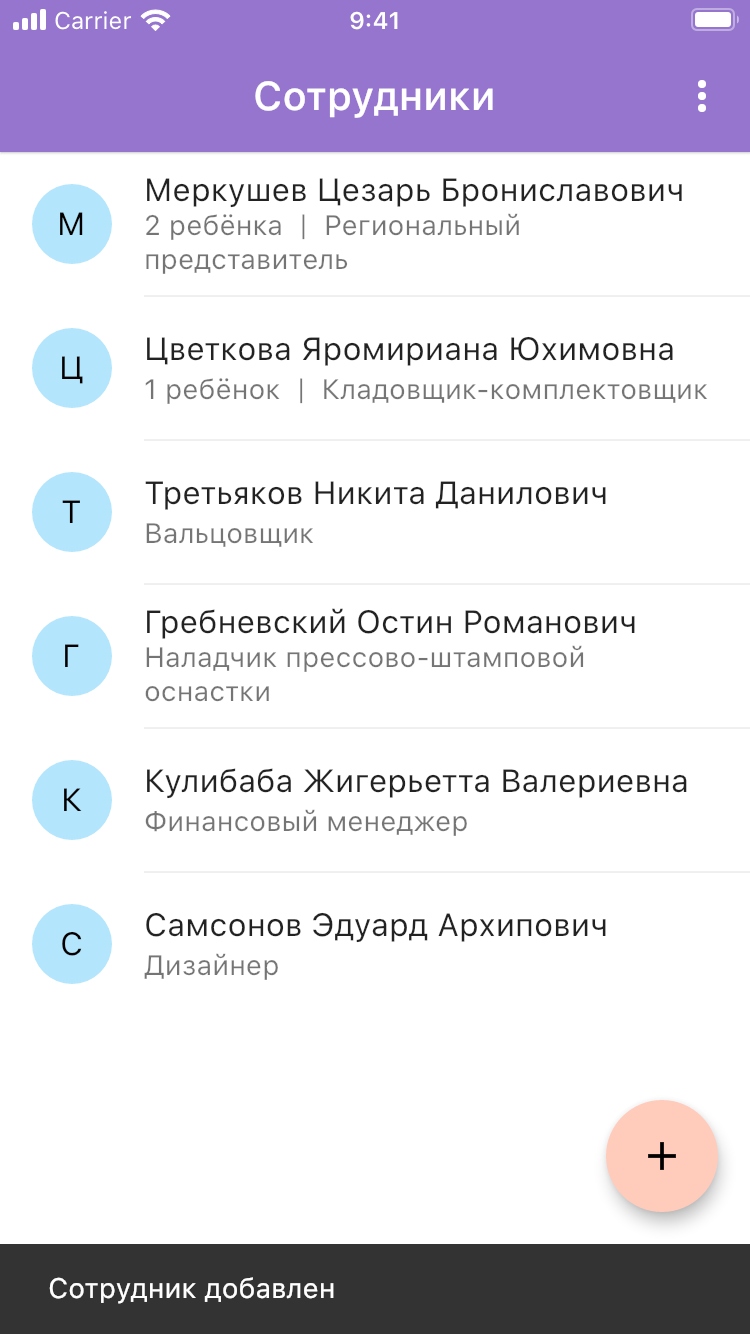 Carrier 9:41
Сотрудники
М
Меркушев Цезарь Брониславович
2 ребёнка | Региональный
представитель
Ц
Цветкова Яромириана Юхимовна
1 ребёнок | Кладовщик-комплектовщик
Т
Третьяков Никита Данилович
Вальцовщик
Г
Гребневский Остин Романович
Наладчик прессово-штамповой
оснастки
К
Кулибаба Жигерьетта Валериевна
Финансовый менеджер
С
Самсонов Эдуард Архипович
Дизайнер
+
Сотрудник добавлен